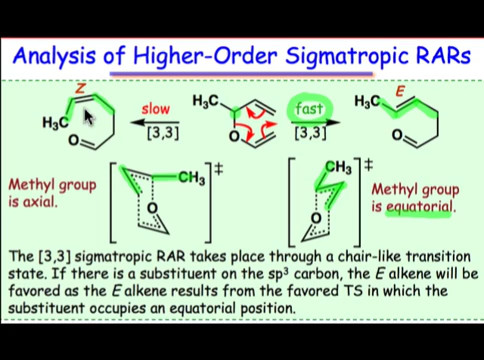 Analysis of Higher-Order Sigmatropic RARs
Z
E
H₃C
O
slow
[3,3]
H₃C
O
fast
[3,3]
H₃C
O
Methyl group
is axial.
CH₃
O
‡
CH₃
O
‡
Methyl group
is equatorial.
The [3,3] sigmatropic RAR takes place through a chair-like transition
state. If there is a substituent on the sp³ carbon, the E alkene will be
favored as the E alkene results from the favored TS in which the
substituent occupies an equatorial position.